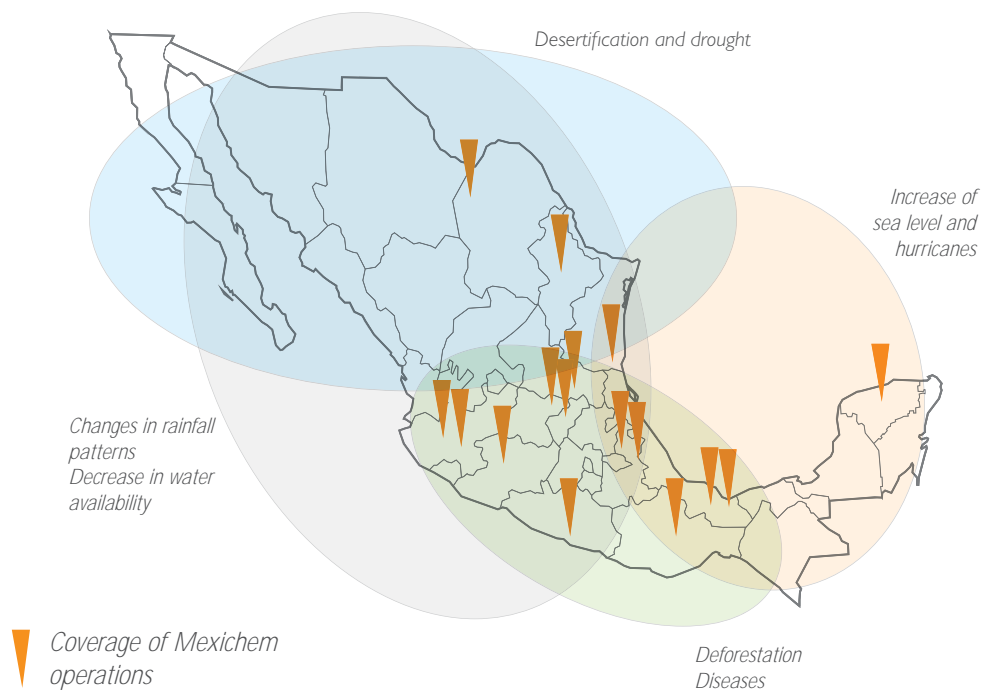 Desertification and drought
Increase of
sea level and
hurricanes
Changes in rainfall
patterns
Decrease in water
availability
Coverage of Mexichem
operations
Deforestation
Diseases